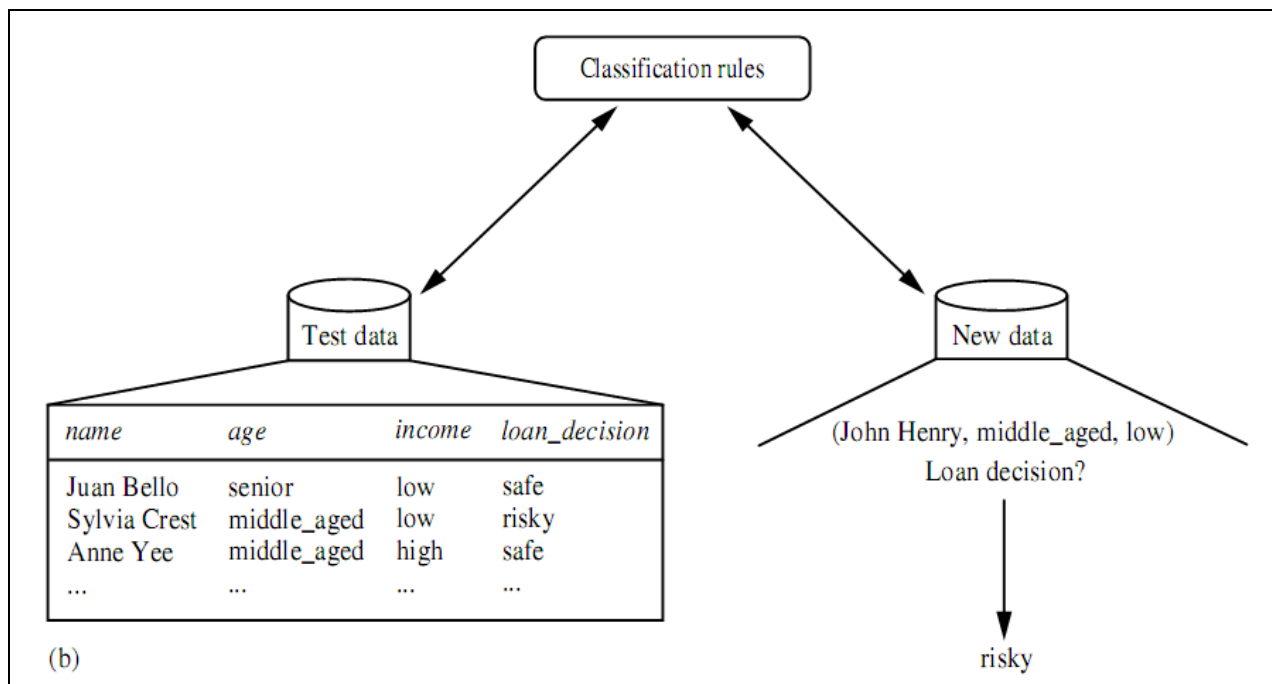 Classification rules
Test data
name age income loan_decision
Juan Bello senior low safe
Sylvia Crest middle_aged low risky
Anne Yee middle_aged high safe
... ... ... ...
New data
(John Henry, middle_aged, low)
Loan decision?
risky
(b)